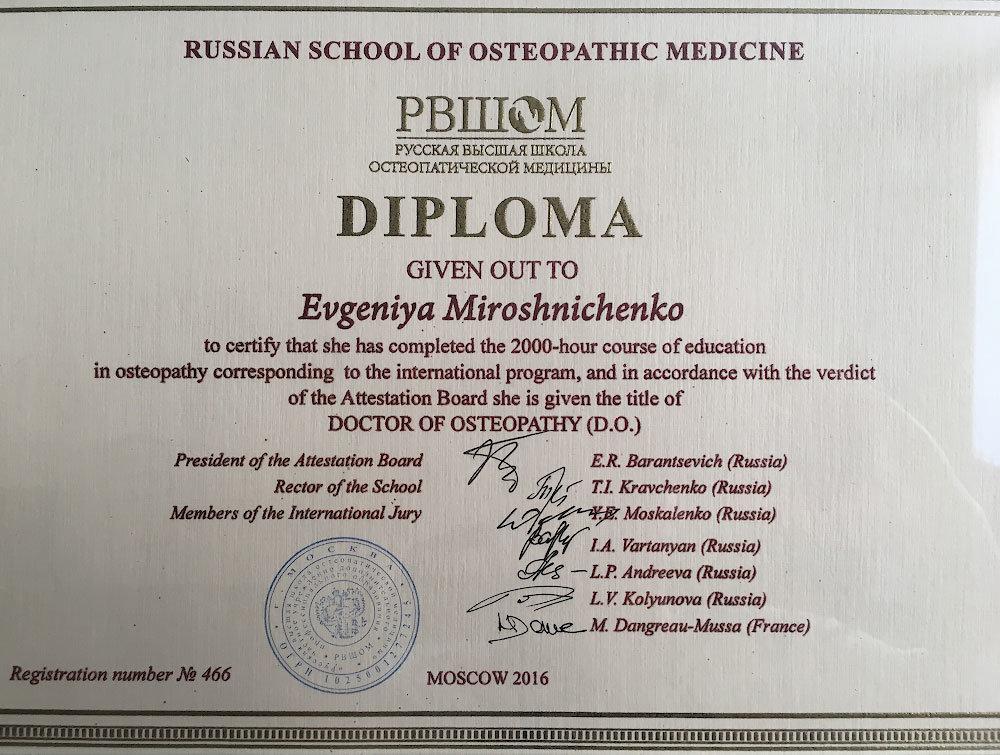 RUSSIAN SCHOOL OF OSTEOPATHIC MEDICINE
РВШОМ
РУССКАЯ ВЫСШАЯ ШКОЛА
ОСТЕОПАТИЧЕСКОЙ МЕДИЦИНЫ
DIPLOMA
GIVEN OUT TO
Evgeniya Miroshnichenko
to certify that she has completed the 2000-hour course of education
in osteopathy corresponding to the international program, and in accordance with the verdict
of the Attestation Board she is given the title of
DOCTOR OF OSTEOPATHY (D.O.)
President of the Attestation Board E.R. Barantsevich (Russia)
Rector of the School T.I. Kravchenko (Russia)
Members of the International Jury Moskalenko (Russia)
I.A. Vartanyan (Russia)
L.P. Andreeva (Russia)
L.V. Kolyunova (Russia)
M. Dangreau-Mussa (France)
МОСКВА
РВШОМ
ОГРН
Registration number № 466 MOSCOW 2016